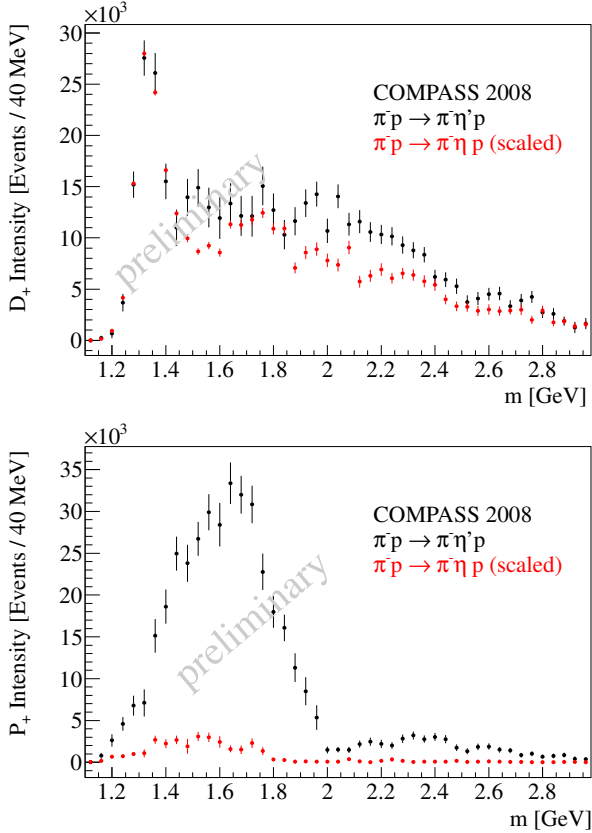 ×10³
D₊ Intensity [Events / 40 MeV]
30
25
20
15
10
5
0
COMPASS 2008
π⁻p → π⁻η'p
π⁻p → π⁻η p (scaled)
preliminary
1.2 1.4 1.6 1.8 2 2.2 2.4 2.6 2.8
m [GeV]
×10³
P₊ Intensity [Events / 40 MeV]
35
30
25
20
15
10
5
0
COMPASS 2008
π⁻p → π⁻η'p
π⁻p → π⁻η p (scaled)
preliminary
1.2 1.4 1.6 1.8 2 2.2 2.4 2.6 2.8
m [GeV]